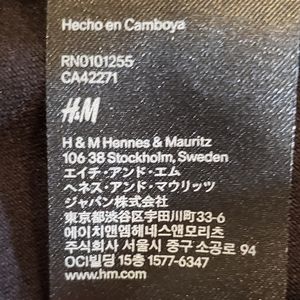 Hecho en Camboya
RN0101255
CA42271
H&M
H & M Hennes & Mauritz
106 38 Stockholm, Sweden
エイチ・アンド・エム
ヘネス・アンド・マウリッツ
ジャパン株式会社
東京都渋谷区宇田川町33-6
에이치앤엠헤네스앤모리츠
주식회사 서울시 중구 소공로 94
OCI빌딩 15층 1577-6347
www.hm.com